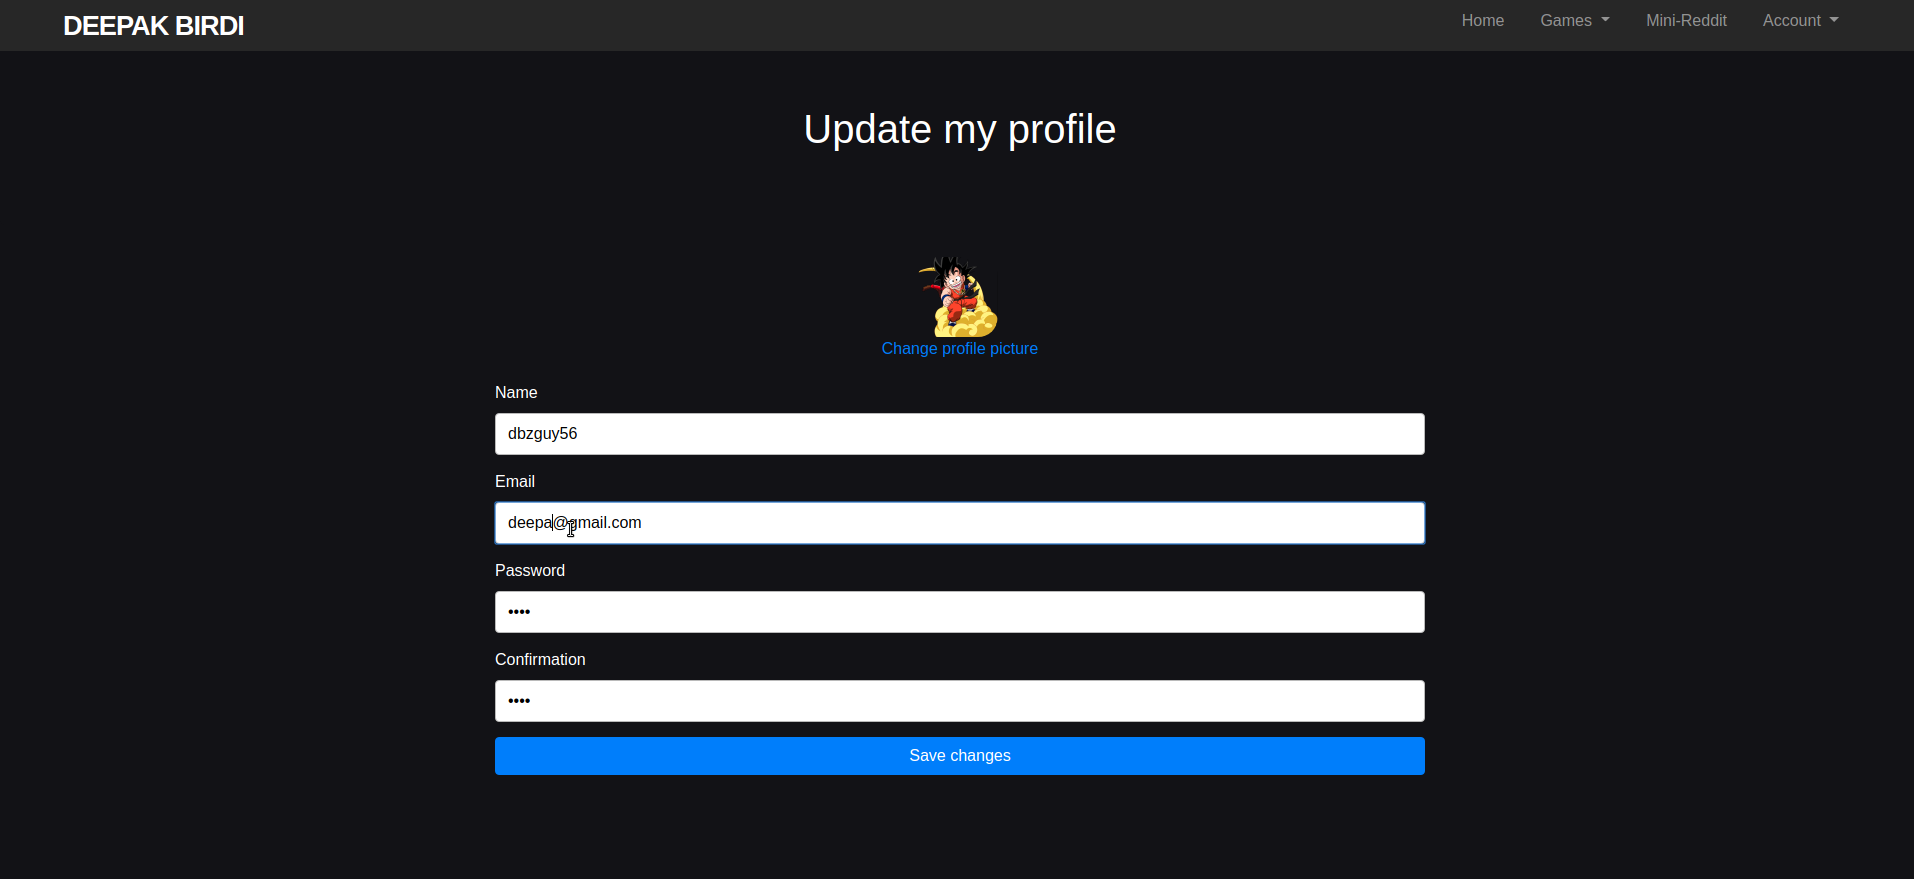 DEEPAK BIRDI
Home Games Mini-Reddit Account
Update my profile
Change profile picture
Name
dbzguy56
Email
deepa@gmail.com
Password
••••
Confirmation
••••
Save changes